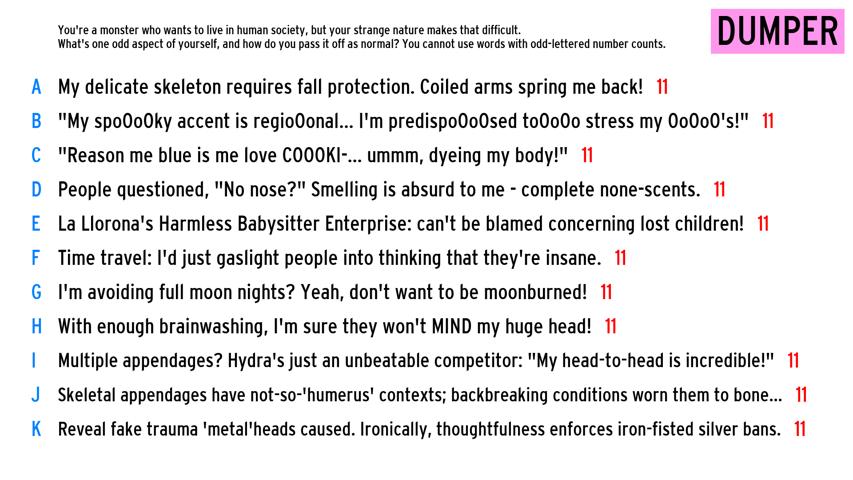 You're a monster who wants to live in human society, but your strange nature makes that difficult.
What's one odd aspect of yourself, and how do you pass it off as normal? You cannot use words with odd-lettered number counts.
DUMPER
A My delicate skeleton requires fall protection. Coiled arms spring me back! 11
B "My spoOoOky accent is regioOonal... I'm predispoOoOsed toOoOo stress my OoOoO's!" 11
C "Reason me blue is me love COOOKI-... ummm, dyeing my body!" 11
D People questioned, "No nose?" Smelling is absurd to me - complete none-scents. 11
E La Llorona's Harmless Babysitter Enterprise: can't be blamed concerning lost children! 11
F Time travel: I'd just gaslight people into thinking that they're insane. 11
G I'm avoiding full moon nights? Yeah, don't want to be moonburned! 11
H With enough brainwashing, I'm sure they won't MIND my huge head! 11
I Multiple appendages? Hydra's just an unbeatable competitor: "My head-to-head is incredible!" 11
J Skeletal appendages have not-so-'humerus' contexts; backbreaking conditions worn them to bone... 11
K Reveal fake trauma 'metal'heads caused. Ironically, thoughtfulness enforces iron-fisted silver bans. 11